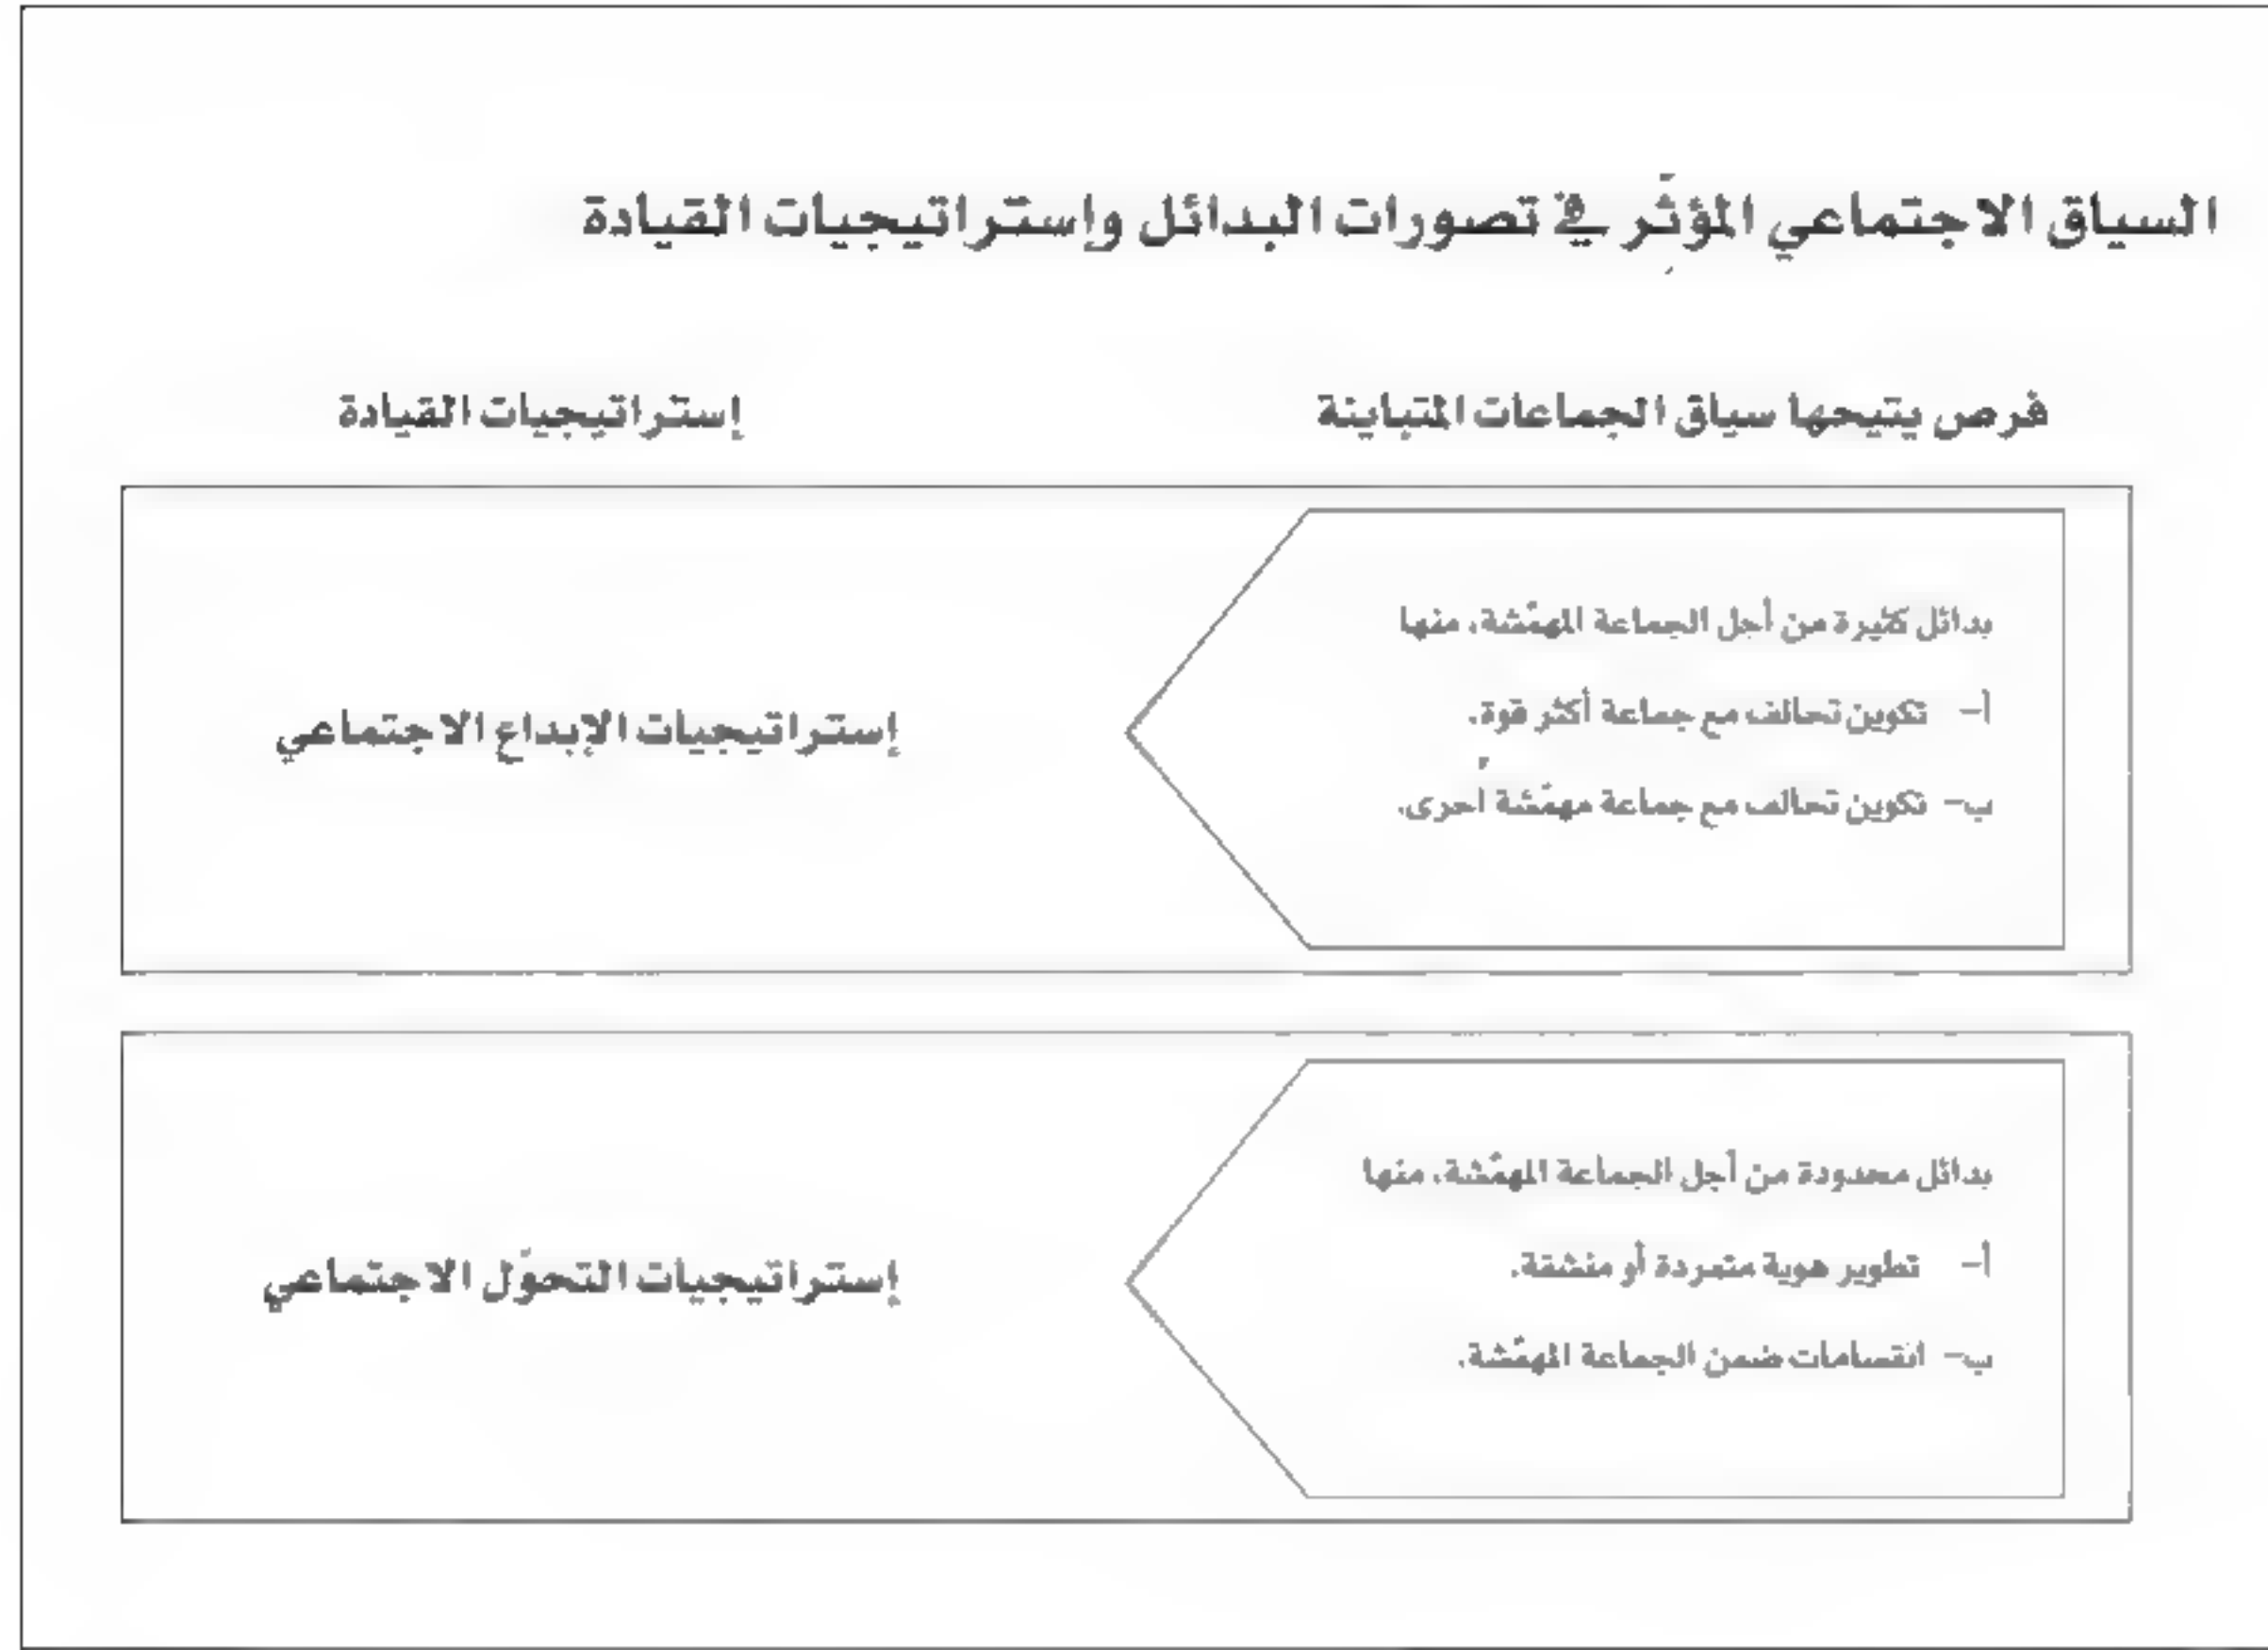 السياق الاجتماعي المؤثِّر في تصورات البدائل وإستراتيجيات القيادة
فرص يتيحها سياق الجماعات المتباينة
إستراتيجيات القيادة
بدائل كثيرة من أجل الجماعة المهمّشة، منها
أ- تكوين تحالف مع جماعة أكثر قوة.
ب- تكوين تحالف مع جماعة مهمّشة أُخرى.
إستراتيجيات الإبداع الاجتماعي
بدائل محدودة من أجل الجماعة المهمّشة، منها
أ- تطوير هوية متمردة أو منشقة.
ب- انقسامات ضمن الجماعة المهمّشة.
إستراتيجيات التحوّل الاجتماعي